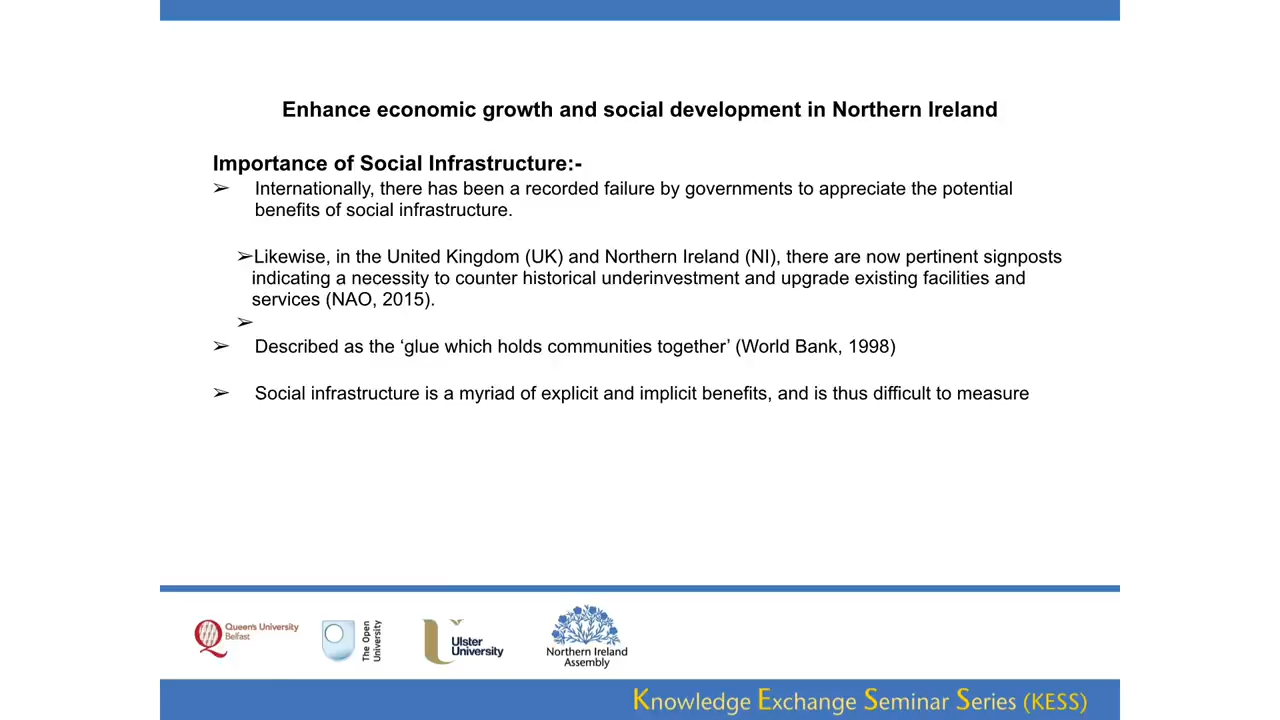 Enhance economic growth and social development in Northern Ireland
Importance of Social Infrastructure:-
➢ Internationally, there has been a recorded failure by governments to appreciate the potential
benefits of social infrastructure.
➢Likewise, in the United Kingdom (UK) and Northern Ireland (NI), there are now pertinent signposts
indicating a necessity to counter historical underinvestment and upgrade existing facilities and
services (NAO, 2015).
➢
➢ Described as the ‘glue which holds communities together’ (World Bank, 1998)
➢ Social infrastructure is a myriad of explicit and implicit benefits, and is thus difficult to measure
Queen's University
Belfast
The Open
University
Ulster
University
Northern Ireland
Assembly
Knowledge Exchange Seminar Series (KESS)